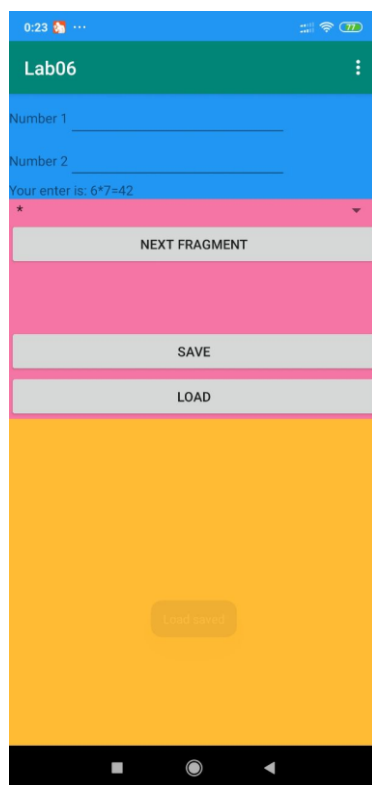 0:23 ... 77
Lab06
Number 1
Number 2
Your enter is: 6*7=42
*
NEXT FRAGMENT
SAVE
LOAD
Load saved